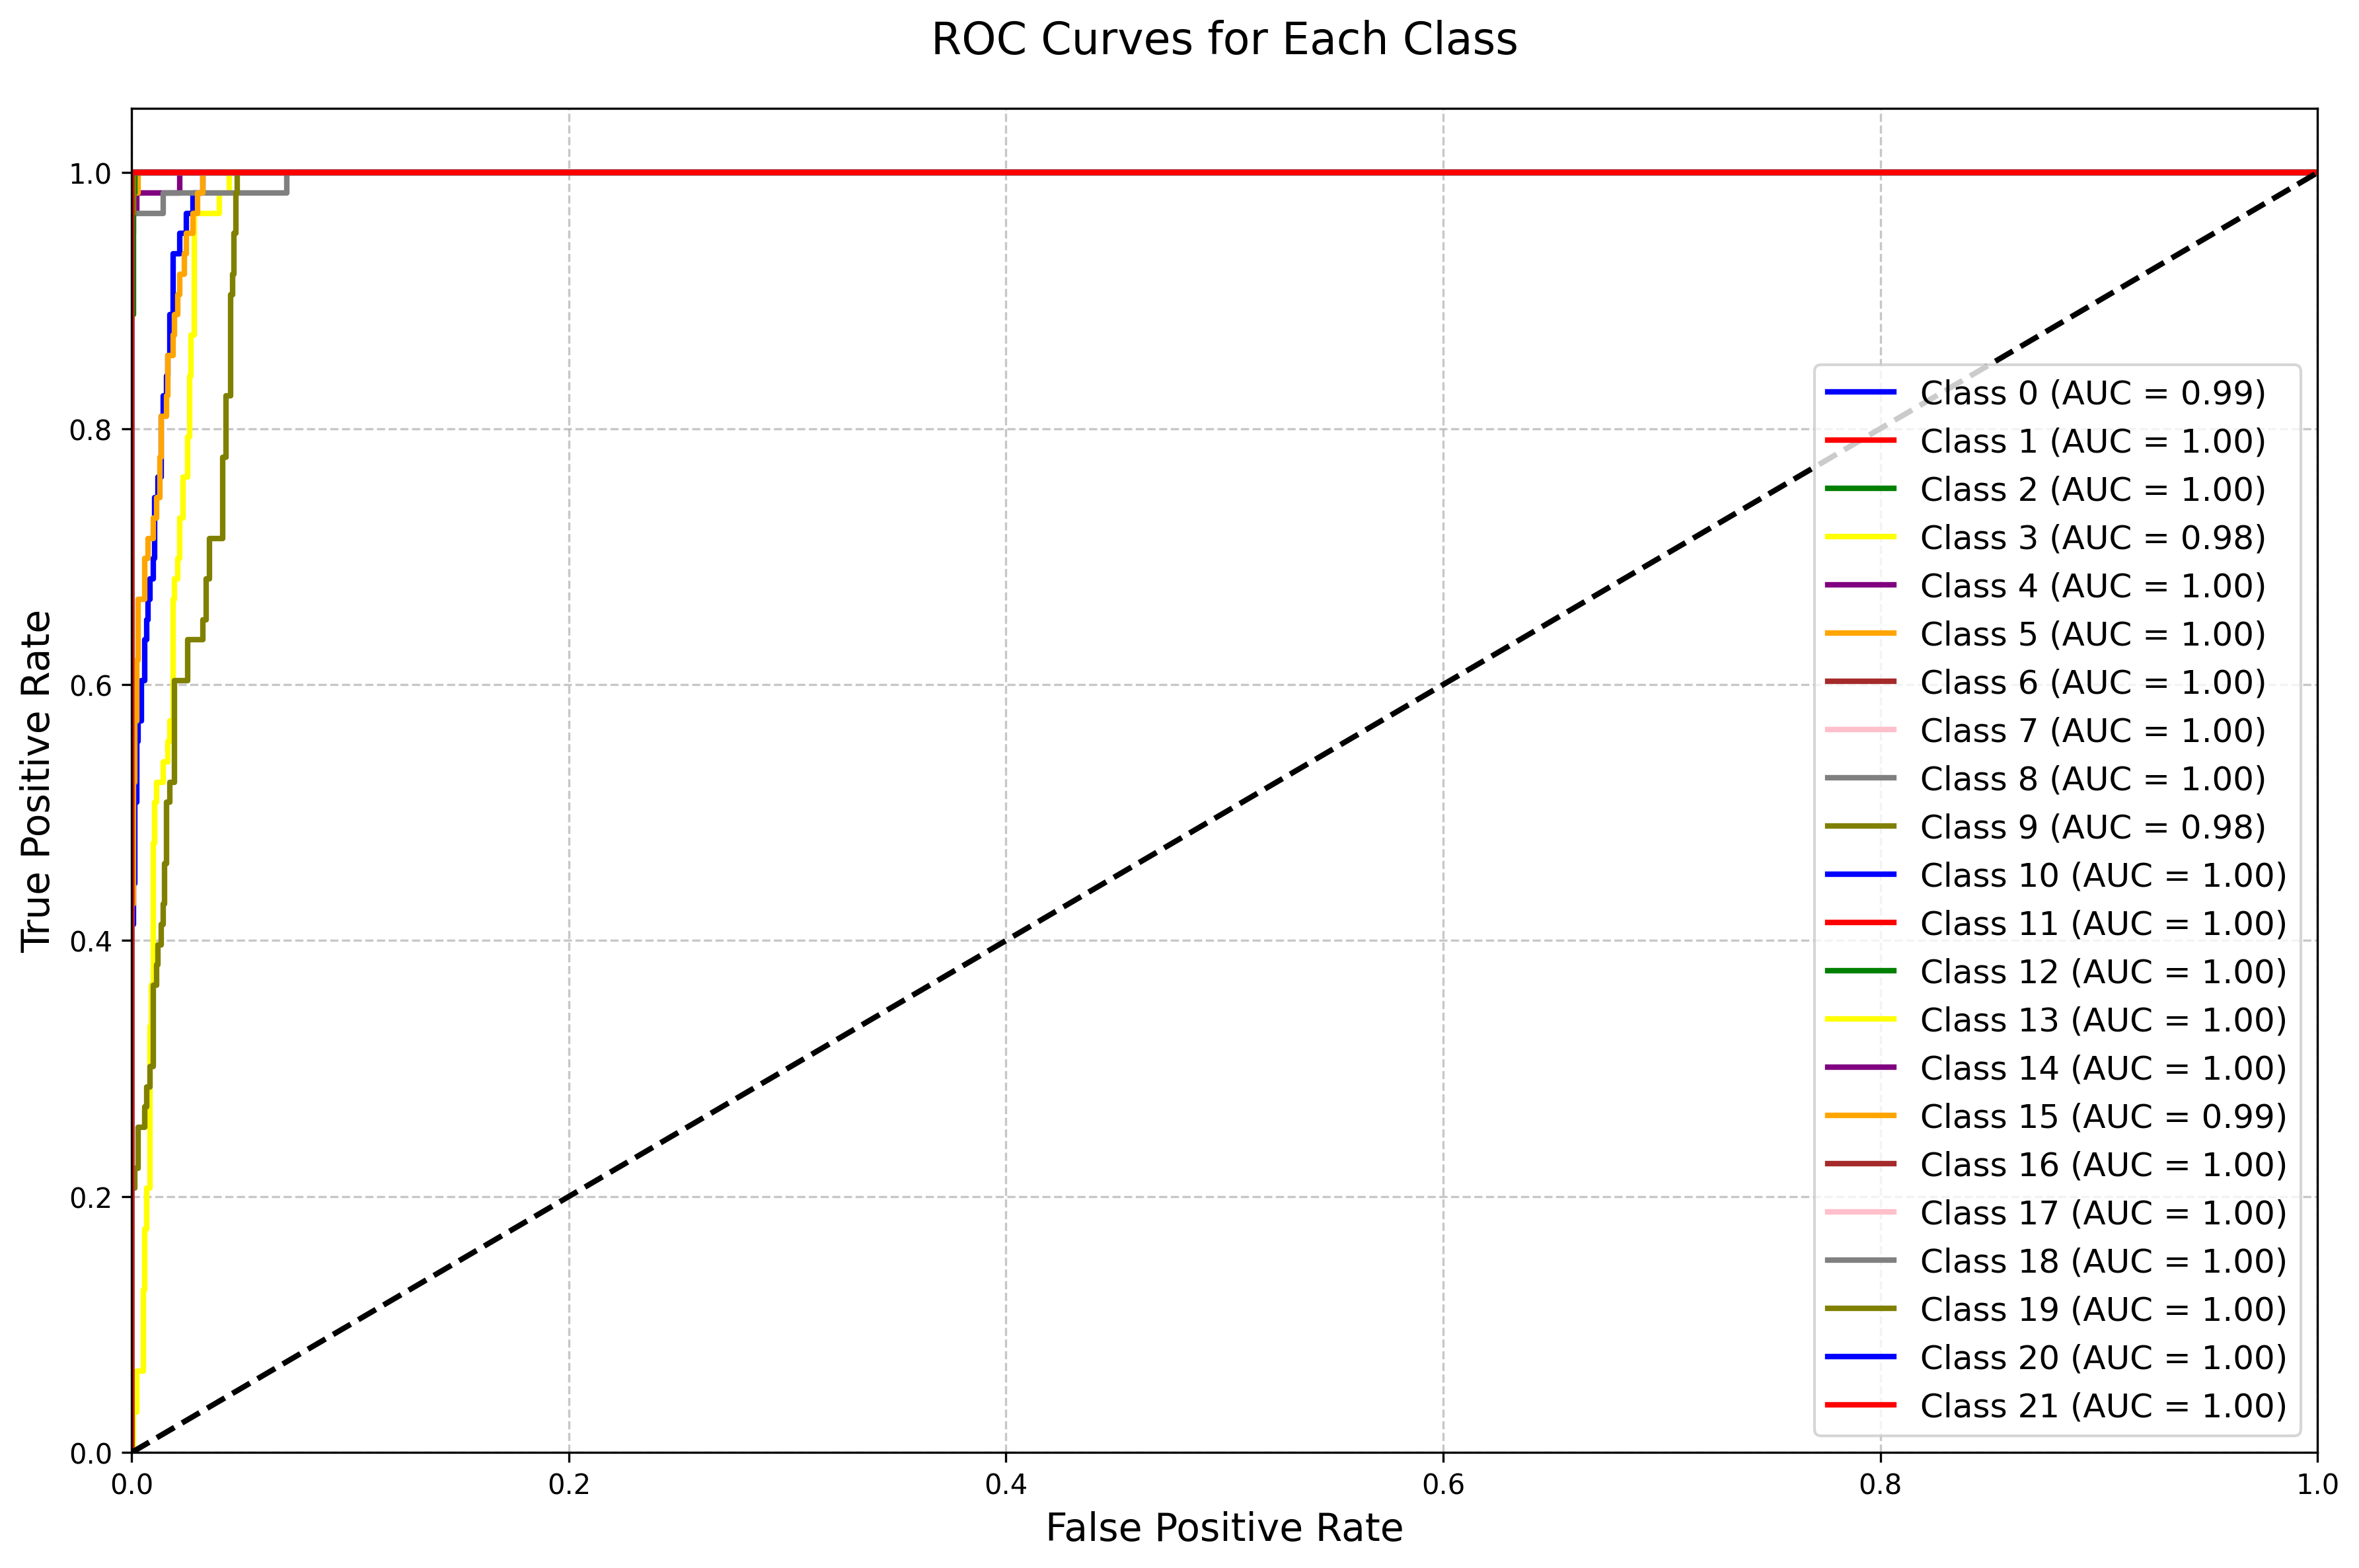 ROC Curves for Each Class
1.0
0.8
0.6
0.4
0.2
0.0
True Positive Rate
Class 0 (AUC = 0.99)
Class 1 (AUC = 1.00)
Class 2 (AUC = 1.00)
Class 3 (AUC = 0.98)
Class 4 (AUC = 1.00)
Class 5 (AUC = 1.00)
Class 6 (AUC = 1.00)
Class 7 (AUC = 1.00)
Class 8 (AUC = 1.00)
Class 9 (AUC = 0.98)
Class 10 (AUC = 1.00)
Class 11 (AUC = 1.00)
Class 12 (AUC = 1.00)
Class 13 (AUC = 1.00)
Class 14 (AUC = 1.00)
Class 15 (AUC = 0.99)
Class 16 (AUC = 1.00)
Class 17 (AUC = 1.00)
Class 18 (AUC = 1.00)
Class 19 (AUC = 1.00)
Class 20 (AUC = 1.00)
Class 21 (AUC = 1.00)
0.0 0.2 0.4 0.6 0.8 1.0
False Positive Rate